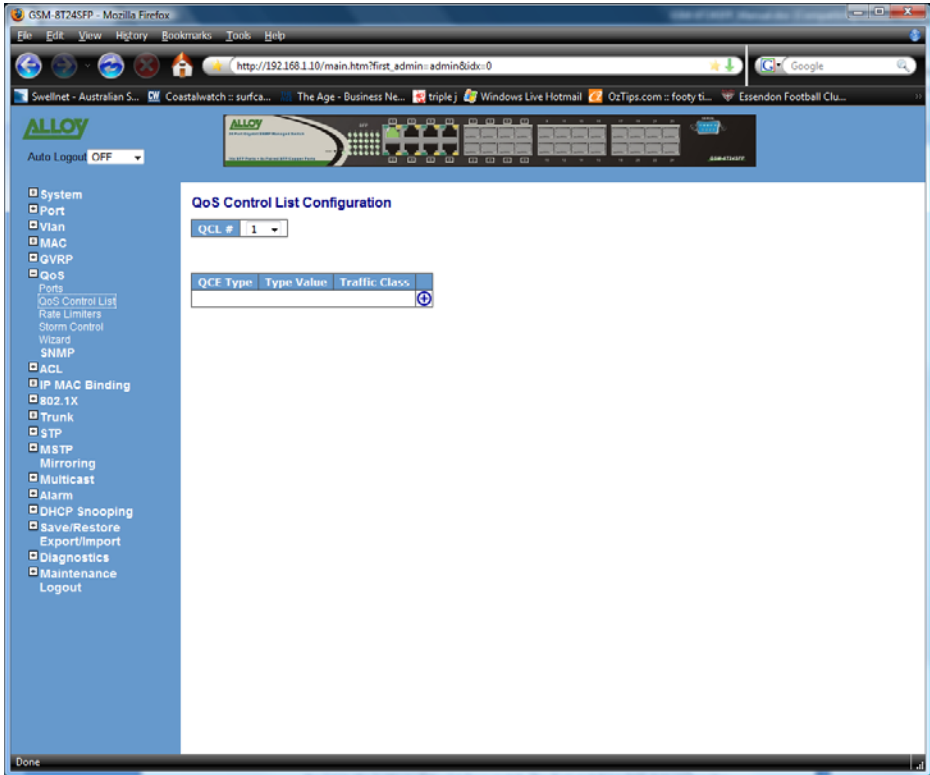 GSM-8T24SFP - Mozilla Firefox
File Edit View History Bookmarks Tools Help
http://192.168.1.10/main.htm?first_admin=admin&idx=0
Google
Swellnet - Australian S... CW Coastalwatch :: surfca... The Age - Business Ne... triple j Windows Live Hotmail OzTips.com :: footy ti... Essendon Football Clu...
ALLOY
Auto Logout OFF
ALLOY
System
Port
Vlan
MAC
GVRP
QoS
Ports
QoS Control List
Rate Limiters
Storm Control
Wizard
SNMP
ACL
IP MAC Binding
802.1X
Trunk
STP
MSTP
Mirroring
Multicast
Alarm
DHCP Snooping
Save/Restore
Export/Import
Diagnostics
Maintenance
Logout
QoS Control List Configuration
QCL # 1
QCE Type Type Value Traffic Class
Done